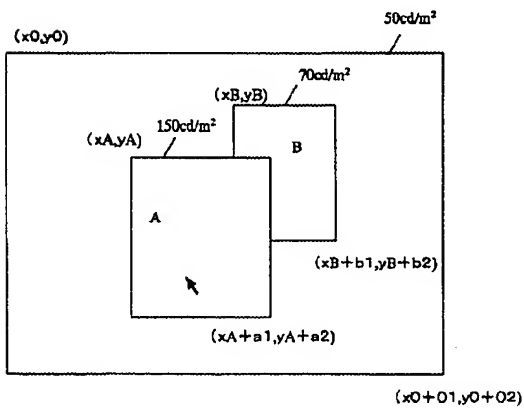 50cd/m²
(x0,y0)
70cd/m²
(xB,yB)
150cd/m²
(xA,yA)
B
A
(xB+b1,yB+b2)
(xA+a1,yA+a2)
(x0+01,y0+02)